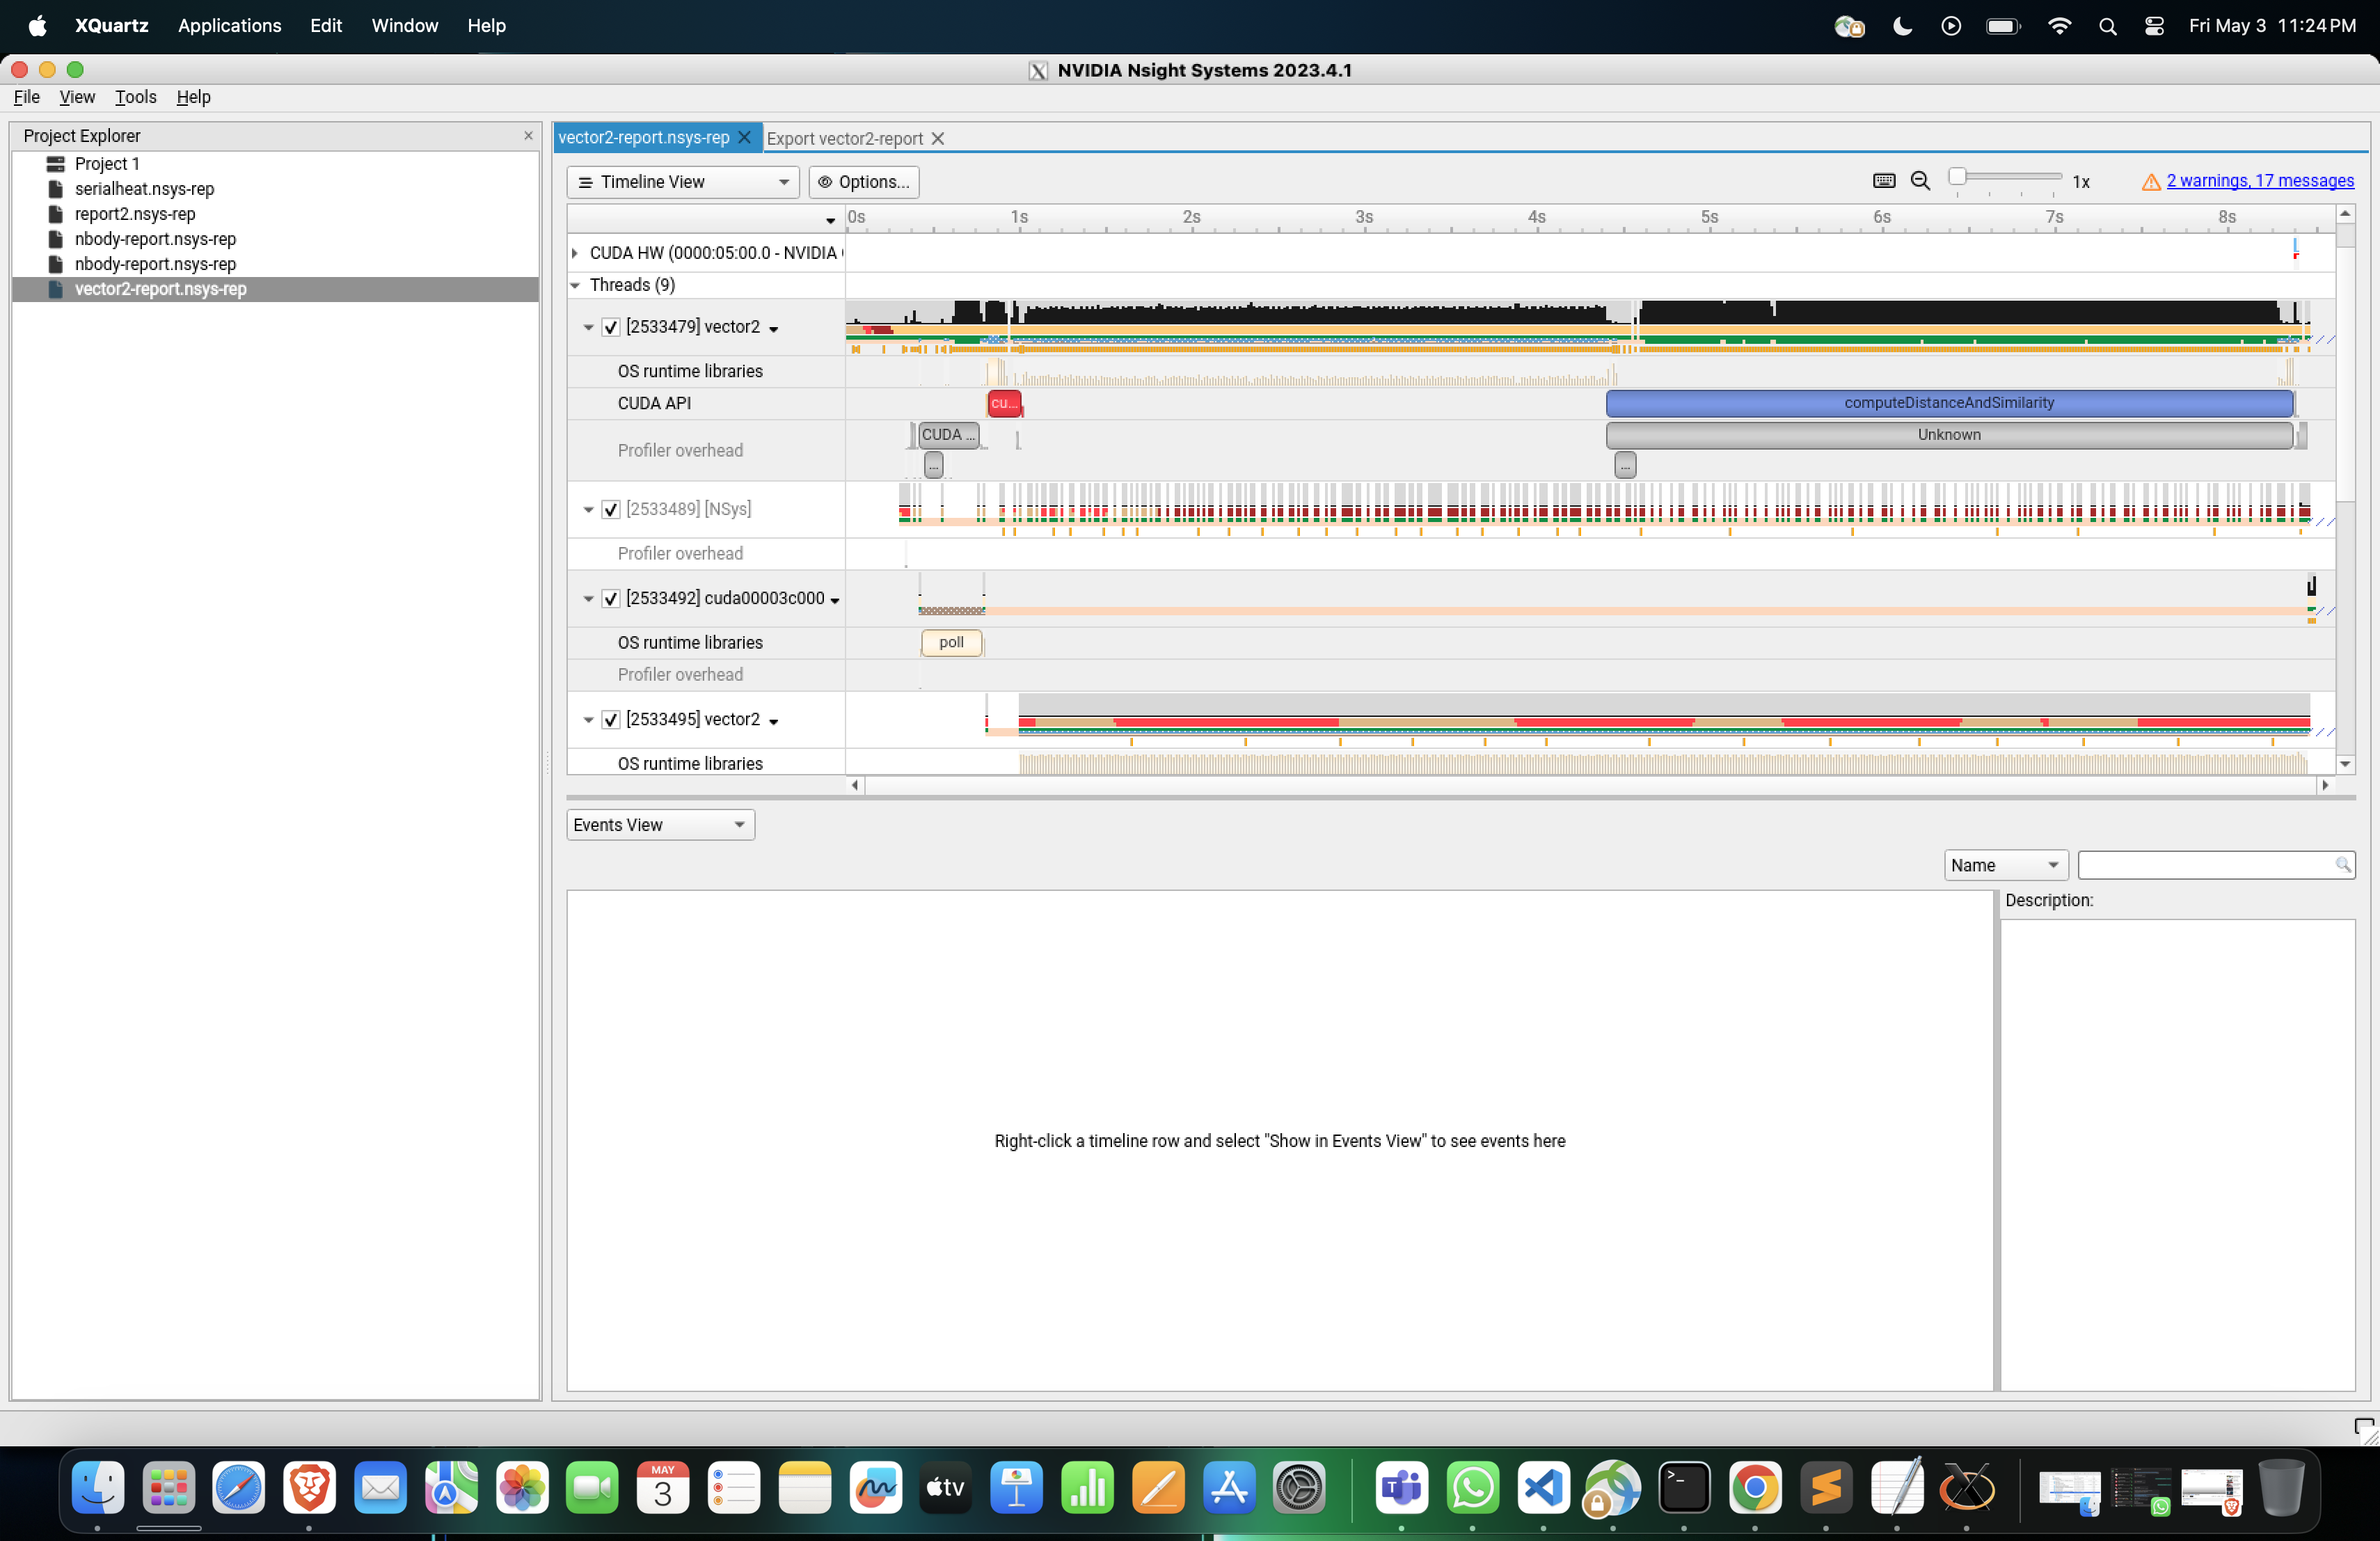 XQuartz Applications Edit Window Help
Fri May 3 11:24 PM
NVIDIA Nsight Systems 2023.4.1
File View Tools Help
Project Explorer
Project 1
serialheat.nsys-rep
report2.nsys-rep
nbody-report.nsys-rep
nbody-report.nsys-rep
vector2-report.nsys-rep
vector2-report.nsys-rep
Export vector2-report
Timeline View
Options...
1x
2 warnings, 17 messages
0s 1s 2s 3s 4s 5s 6s 7s 8s
CUDA HW (0000:05:00.0 - NVIDIA
Threads (9)
[2533479] vector2
OS runtime libraries
CUDA API
cu...
computeDistanceAndSimilarity
Profiler overhead
CUDA ...
Unknown
...
...
[2533489] [NSys]
Profiler overhead
[2533492] cuda00003c000
OS runtime libraries
poll
Profiler overhead
[2533495] vector2
OS runtime libraries
Events View
Name
Description:
Right-click a timeline row and select "Show in Events View" to see events here
MAY
3
tv